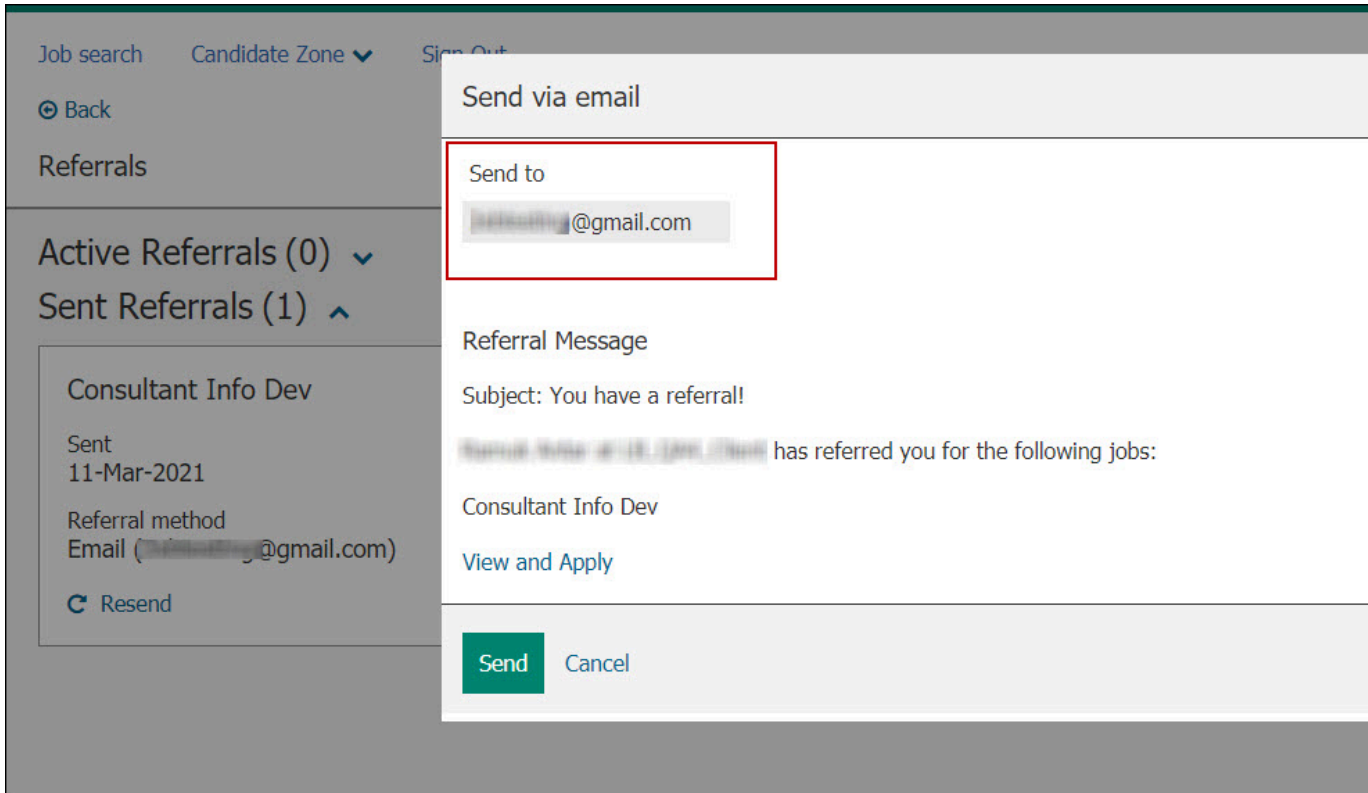 Job search Candidate Zone Sign Out
Back
Referrals
Active Referrals (0)
Sent Referrals (1)
Consultant Info Dev
Sent
11-Mar-2021
Referral method
Email ( @gmail.com)
Resend
Send via email
Send to
@gmail.com
Referral Message
Subject: You have a referral!
has referred you for the following jobs:
Consultant Info Dev
View and Apply
Send Cancel